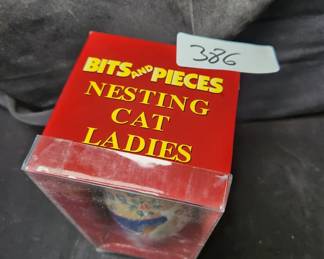 386
BITS AND PIECES
NESTING
CAT
LADIES